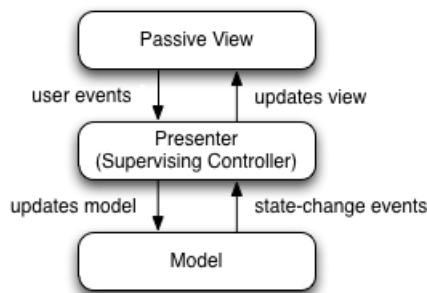 Passive View
user events
updates view
Presenter
(Supervising Controller)
updates model
state-change events
Model